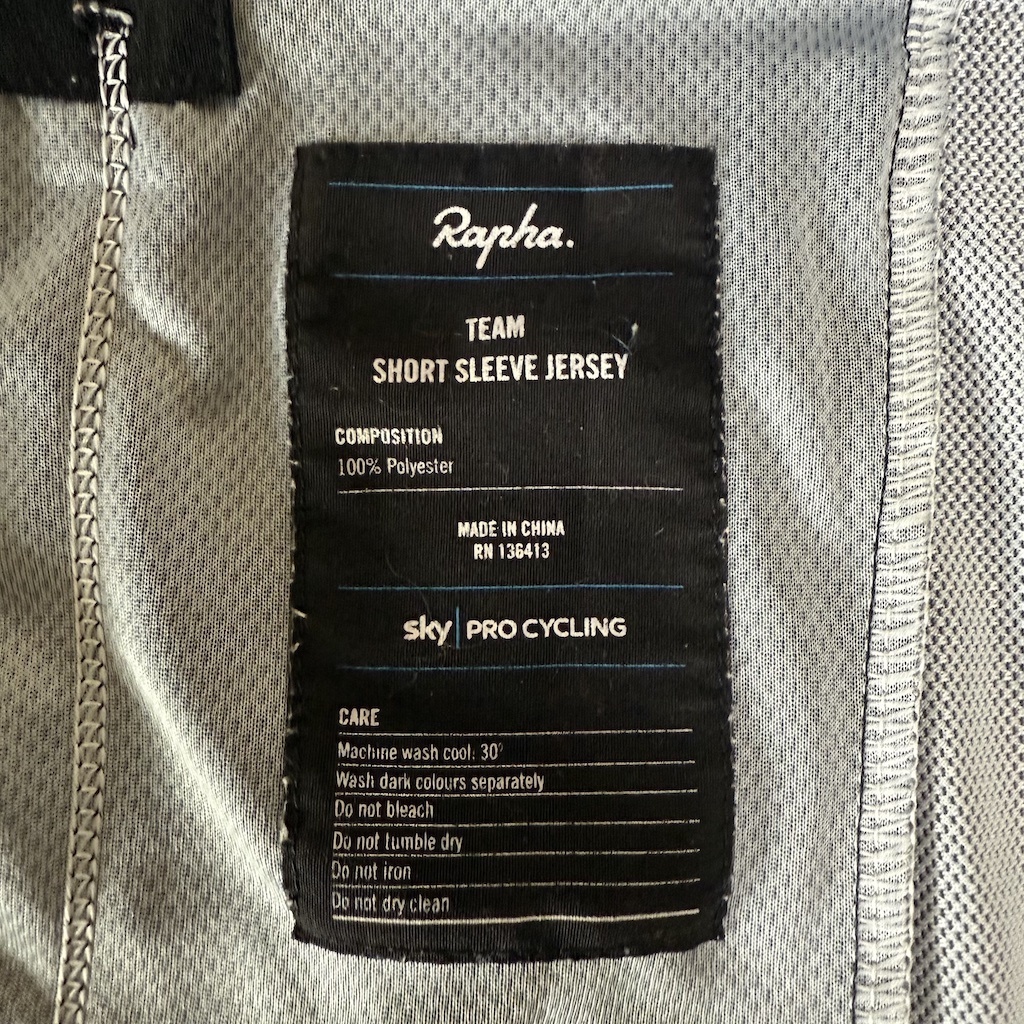 Rapha.
TEAM
SHORT SLEEVE JERSEY
COMPOSITION
100% Polyester
MADE IN CHINA
RN 136413
sky PRO CYCLING
CARE
Machine wash cool: 30°
Wash dark colours separately
Do not bleach
Do not tumble dry
Do not iron
Do not dry clean